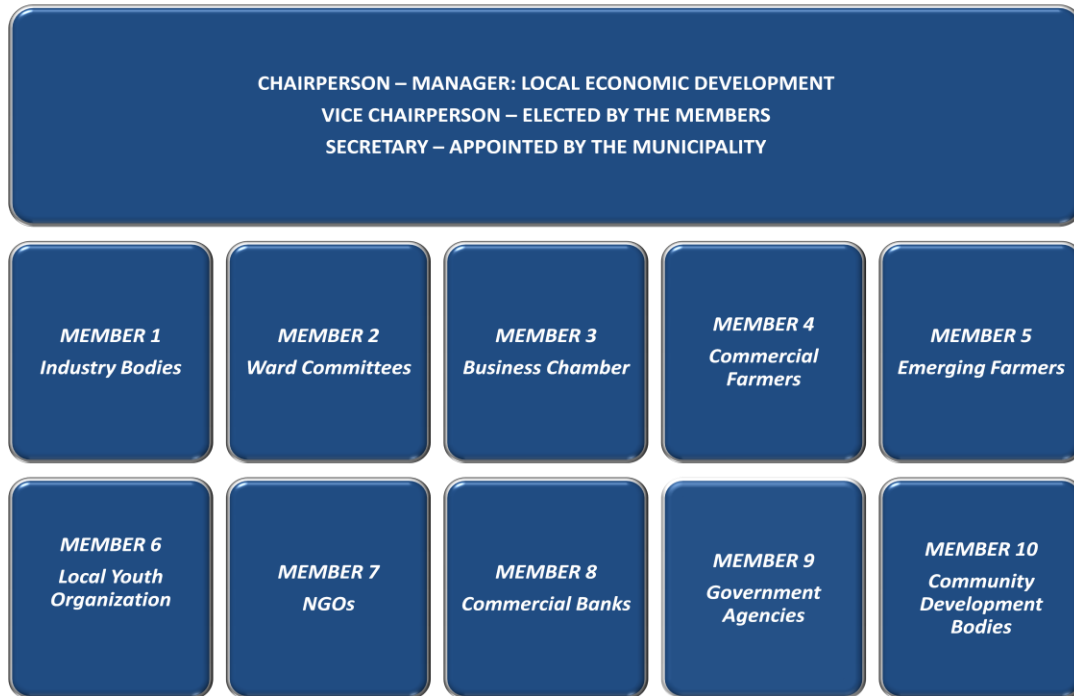 CHAIRPERSON – MANAGER: LOCAL ECONOMIC DEVELOPMENT
VICE CHAIRPERSON – ELECTED BY THE MEMBERS
SECRETARY – APPOINTED BY THE MUNICIPALITY
MEMBER 1
Industry Bodies
MEMBER 2
Ward Committees
MEMBER 3
Business Chamber
MEMBER 4
Commercial
Farmers
MEMBER 5
Emerging Farmers
MEMBER 6
Local Youth
Organization
MEMBER 7
NGOs
MEMBER 8
Commercial Banks
MEMBER 9
Government
Agencies
MEMBER 10
Community
Development
Bodies